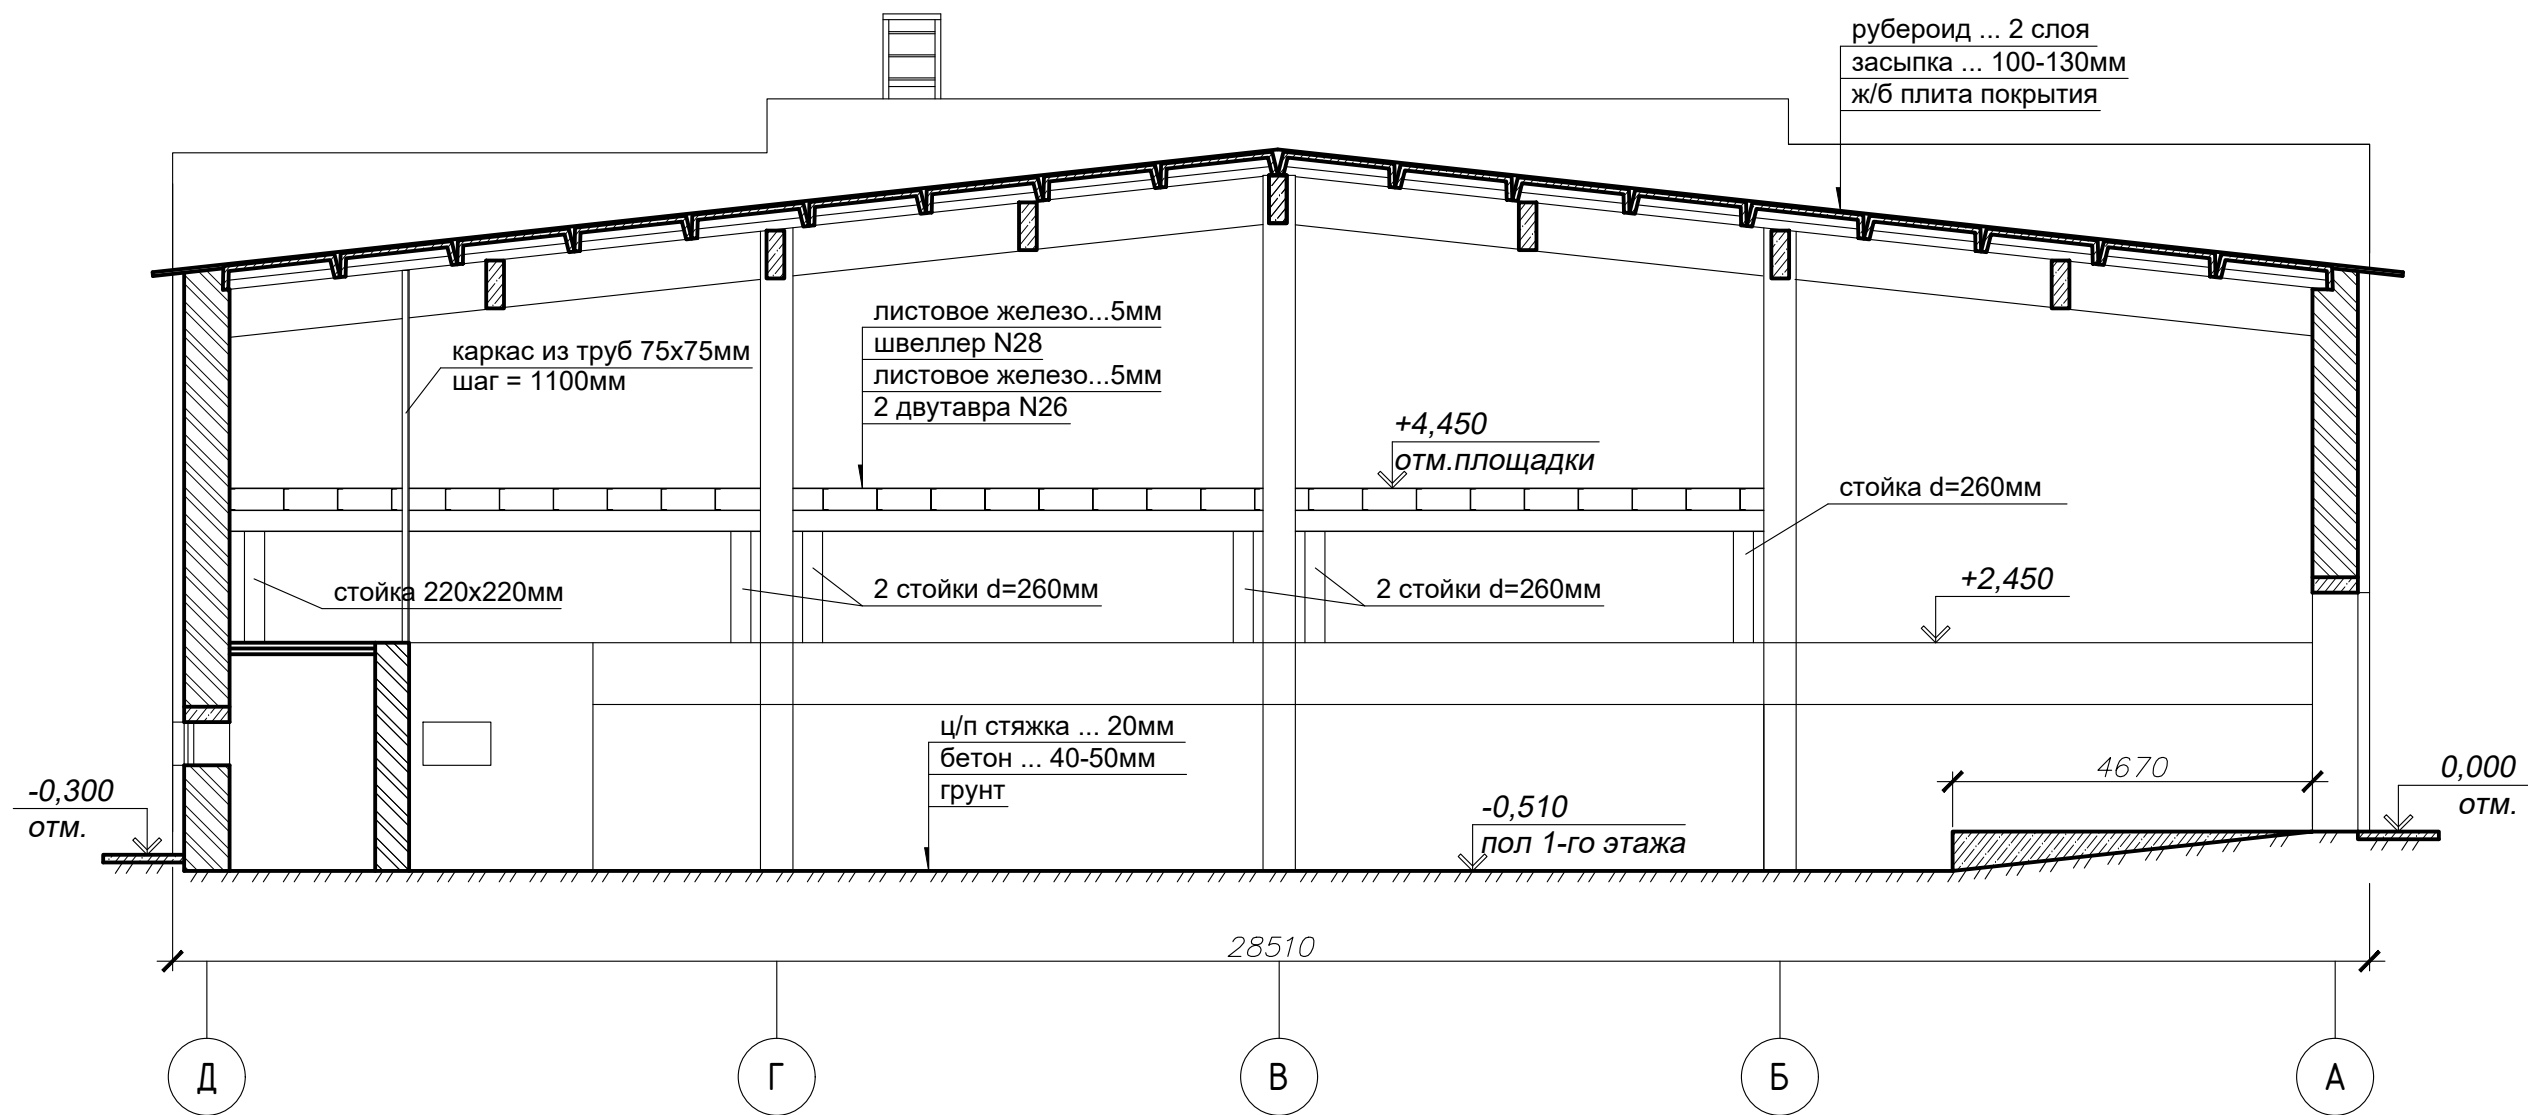 рубероид ... 2 слоя
засыпка ... 100-130мм
ж/б плита покрытия
листовое железо...5мм
швеллер N28
листовое железо...5мм
2 двутавра N26
каркас из труб 75х75мм
шаг = 1100мм
+4,450
отм.площадки
стойка d=260мм
стойка 220х220мм
2 стойки d=260мм
2 стойки d=260мм
+2,450
ц/п стяжка ... 20мм
бетон ... 40-50мм
грунт
-0,300
отм.
-0,510
пол 1-го этажа
4670
0,000
отм.
28510
Д
Г
В
Б
А